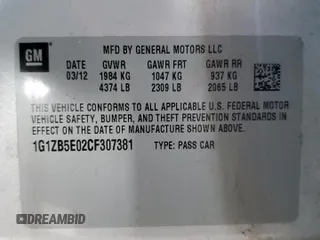 GM
MFD BY GENERAL MOTORS LLC
DATE GVWR GAWR FRT GAWR RR
03/12 1984 KG 1047 KG 937 KG
4374 LB 2309 LB 2065 LB
THIS VEHICLE CONFORMS TO ALL APPLICABLE U.S. FEDERAL MOTOR
VEHICLE SAFETY, BUMPER, AND THEFT PREVENTION STANDARDS IN
EFFECT ON THE DATE OF MANUFACTURE SHOWN ABOVE.
1G1ZB5E02CF307381 TYPE: PASS CAR
DREAMBID